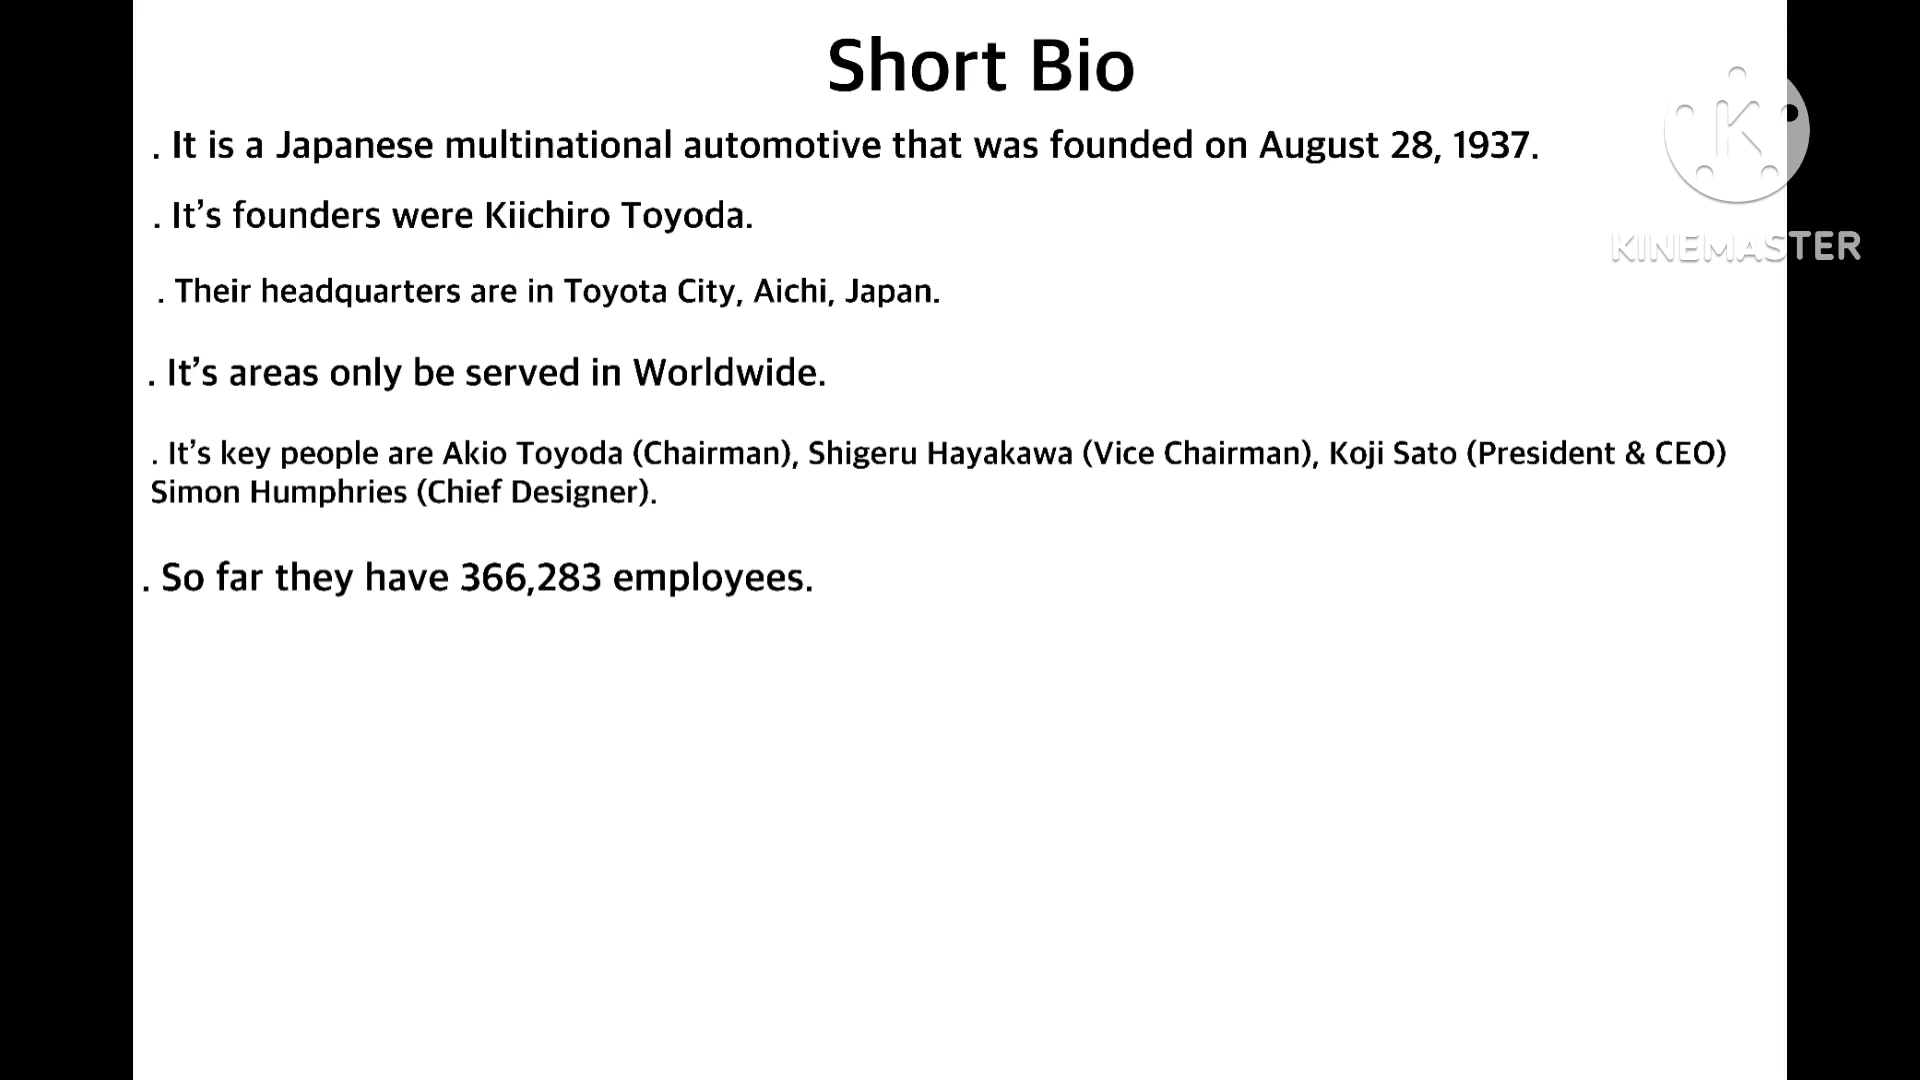 Short Bio
. It is a Japanese multinational automotive that was founded on August 28, 1937.
. It’s founders were Kiichiro Toyoda.
. Their headquarters are in Toyota City, Aichi, Japan.
. It’s areas only be served in Worldwide.
. It’s key people are Akio Toyoda (Chairman), Shigeru Hayakawa (Vice Chairman), Koji Sato (President & CEO)
Simon Humphries (Chief Designer).
. So far they have 366,283 employees.
K
KINEMASTER